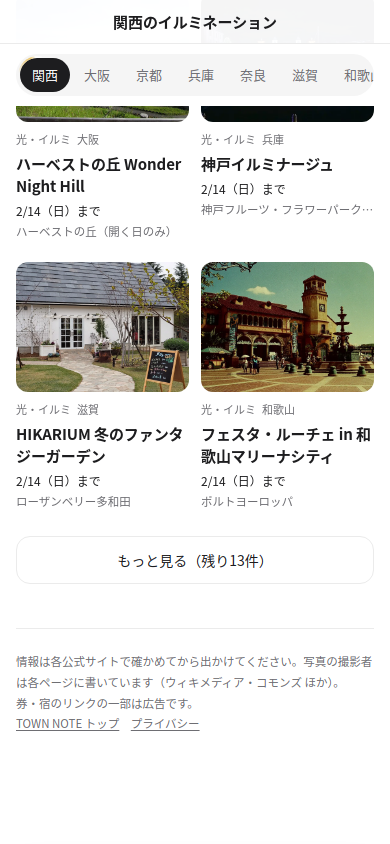 関西のイルミネーション
関西 大阪 京都 兵庫 奈良 滋賀 和歌山
光・イルミ 大阪
ハーベストの丘 Wonder
Night Hill
2/14（日）まで
ハーベストの丘（開く日のみ）
光・イルミ 兵庫
神戸イルミナージュ
2/14（日）まで
神戸フルーツ・フラワーパーク…
光・イルミ 滋賀
HIKARIUM 冬のファンタ
ジーガーデン
2/14（日）まで
ローザンベリー多和田
光・イルミ 和歌山
フェスタ・ルーチェ in 和
歌山マリーナシティ
2/14（日）まで
ポルトヨーロッパ
もっと見る（残り13件）
情報は各公式サイトで確かめてから出かけてください。写真の撮影者
は各ページに書いています（ウィキメディア・コモンズ ほか）。
券・宿のリンクの一部は広告です。
TOWN NOTE トップ プライバシー